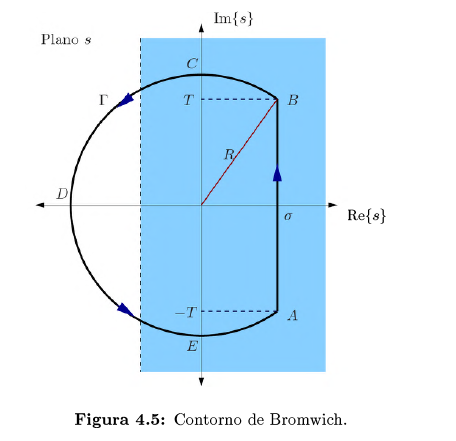 Im{s}
Plano s
C
Γ
T
B
R
D
σ
Re{s}
−T
A
E
Figura 4.5: Contorno de Bromwich.